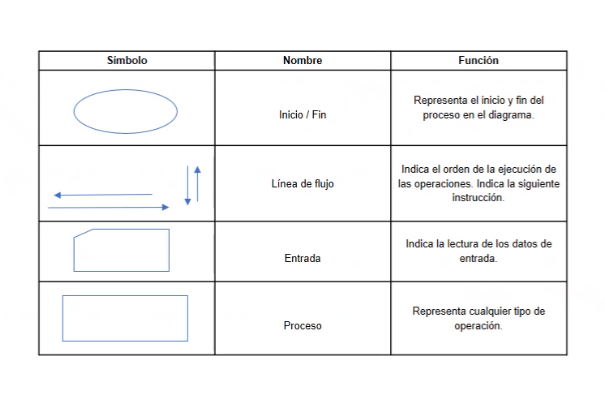 Símbolo Nombre Función
Inicio / Fin
Representa el inicio y fin del
proceso en el diagrama.
Línea de flujo
Indica el orden de la ejecución de
las operaciones. Indica la siguiente
instrucción.
Entrada
Indica la lectura de los datos de
entrada.
Proceso
Representa cualquier tipo de
operación.